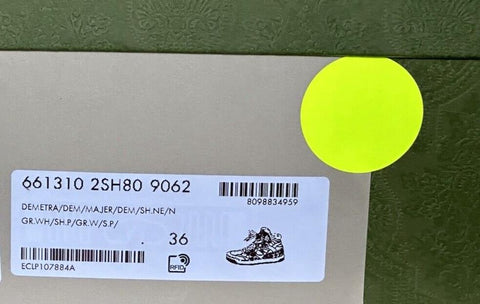 661310 2SH80 9062
8098834959
DEMETRA/DEM/MAJER/DEM/SH.NE/N
GR.WH/SH.P/GR.W/S.P/
. 36
RFID
ECLP107884A